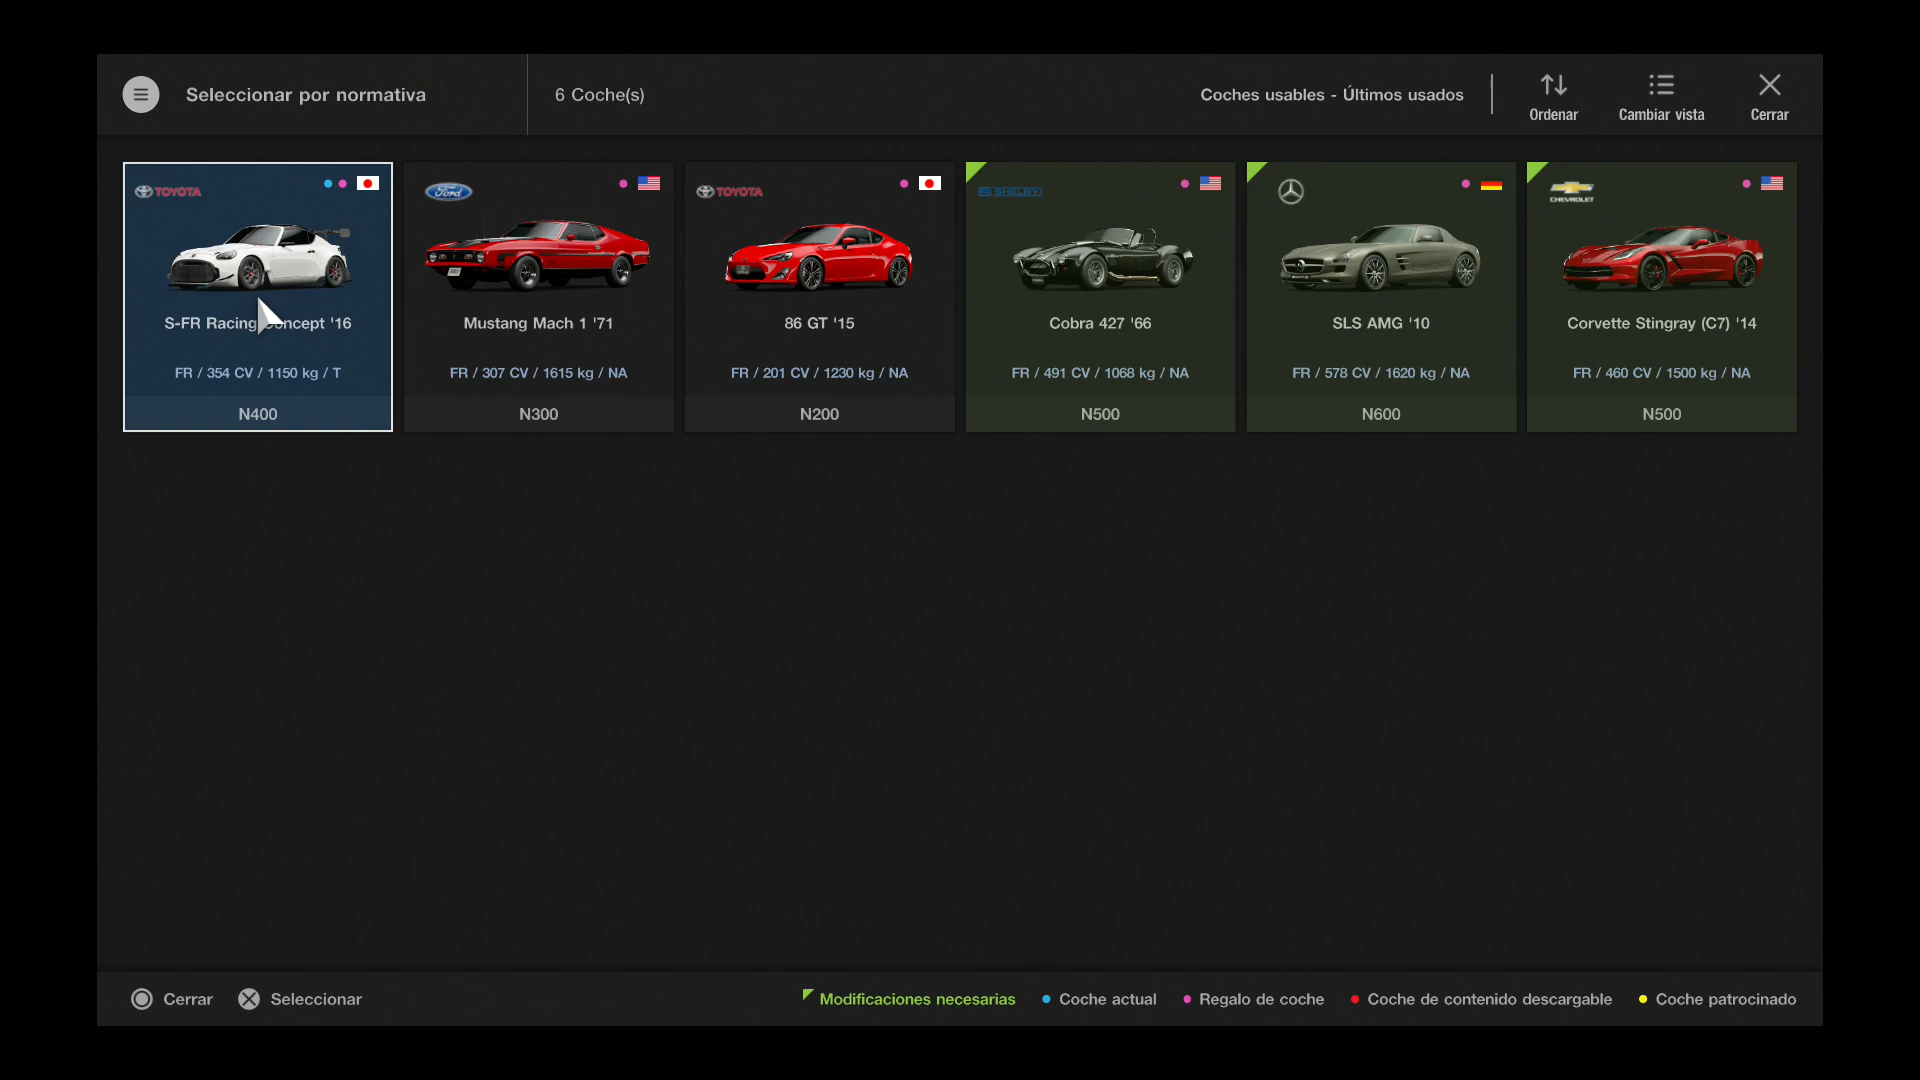 Seleccionar por normativa
6 Coche(s)
Coches usables - Últimos usados
Ordenar
Cambiar vista
Cerrar
TOYOTA
S-FR Racing Concept '16
FR / 354 CV / 1150 kg / T
N400
Ford
Mustang Mach 1 '71
FR / 307 CV / 1615 kg / NA
N300
TOYOTA
86 GT '15
FR / 201 CV / 1230 kg / NA
N200
SHELBY
Cobra 427 '66
FR / 491 CV / 1068 kg / NA
N500
SLS AMG '10
FR / 578 CV / 1620 kg / NA
N600
CHEVROLET
Corvette Stingray (C7) '14
FR / 460 CV / 1500 kg / NA
N500
Cerrar
Seleccionar
Modificaciones necesarias
Coche actual
Regalo de coche
Coche de contenido descargable
Coche patrocinado